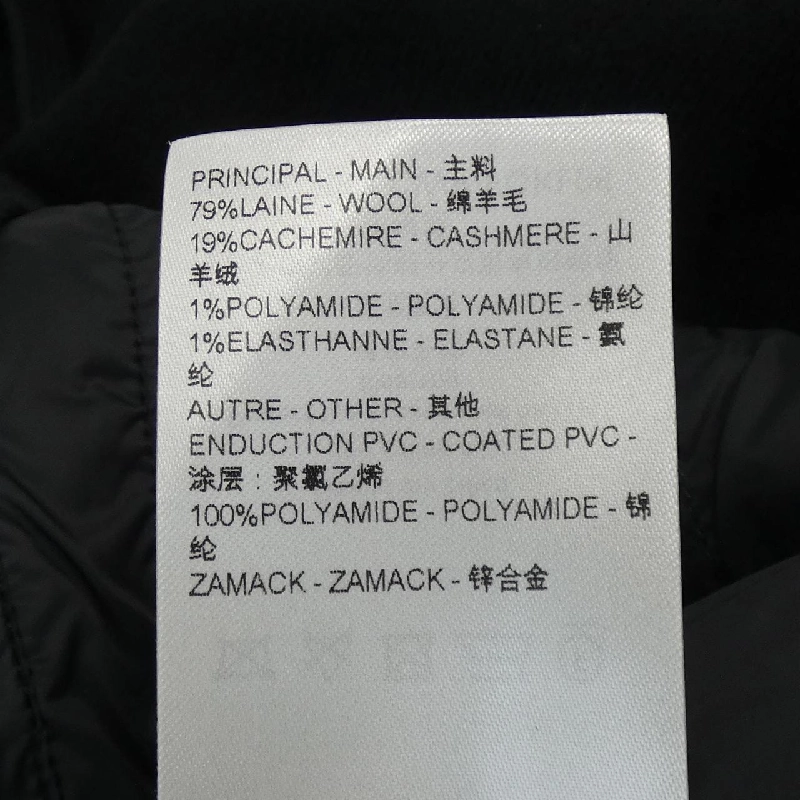 PRINCIPAL - MAIN - 主料
79%LAINE - WOOL - 绵羊毛
19%CACHEMIRE - CASHMERE - 山
羊绒
1%POLYAMIDE - POLYAMIDE - 锦纶
1%ELASTHANNE - ELASTANE - 氨
纶
AUTRE - OTHER - 其他
ENDUCTION PVC - COATED PVC -
涂层：聚氯乙烯
100%POLYAMIDE - POLYAMIDE - 锦
纶
ZAMACK - ZAMACK - 锌合金